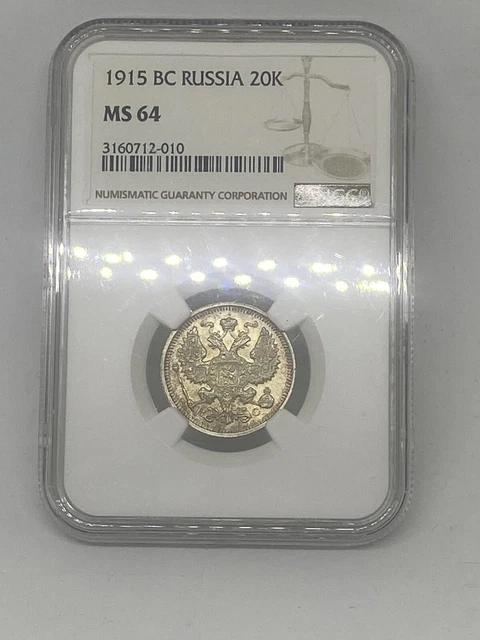 1915 BC RUSSIA 20K
MS 64
3160712-010
NUMISMATIC GUARANTY CORPORATION